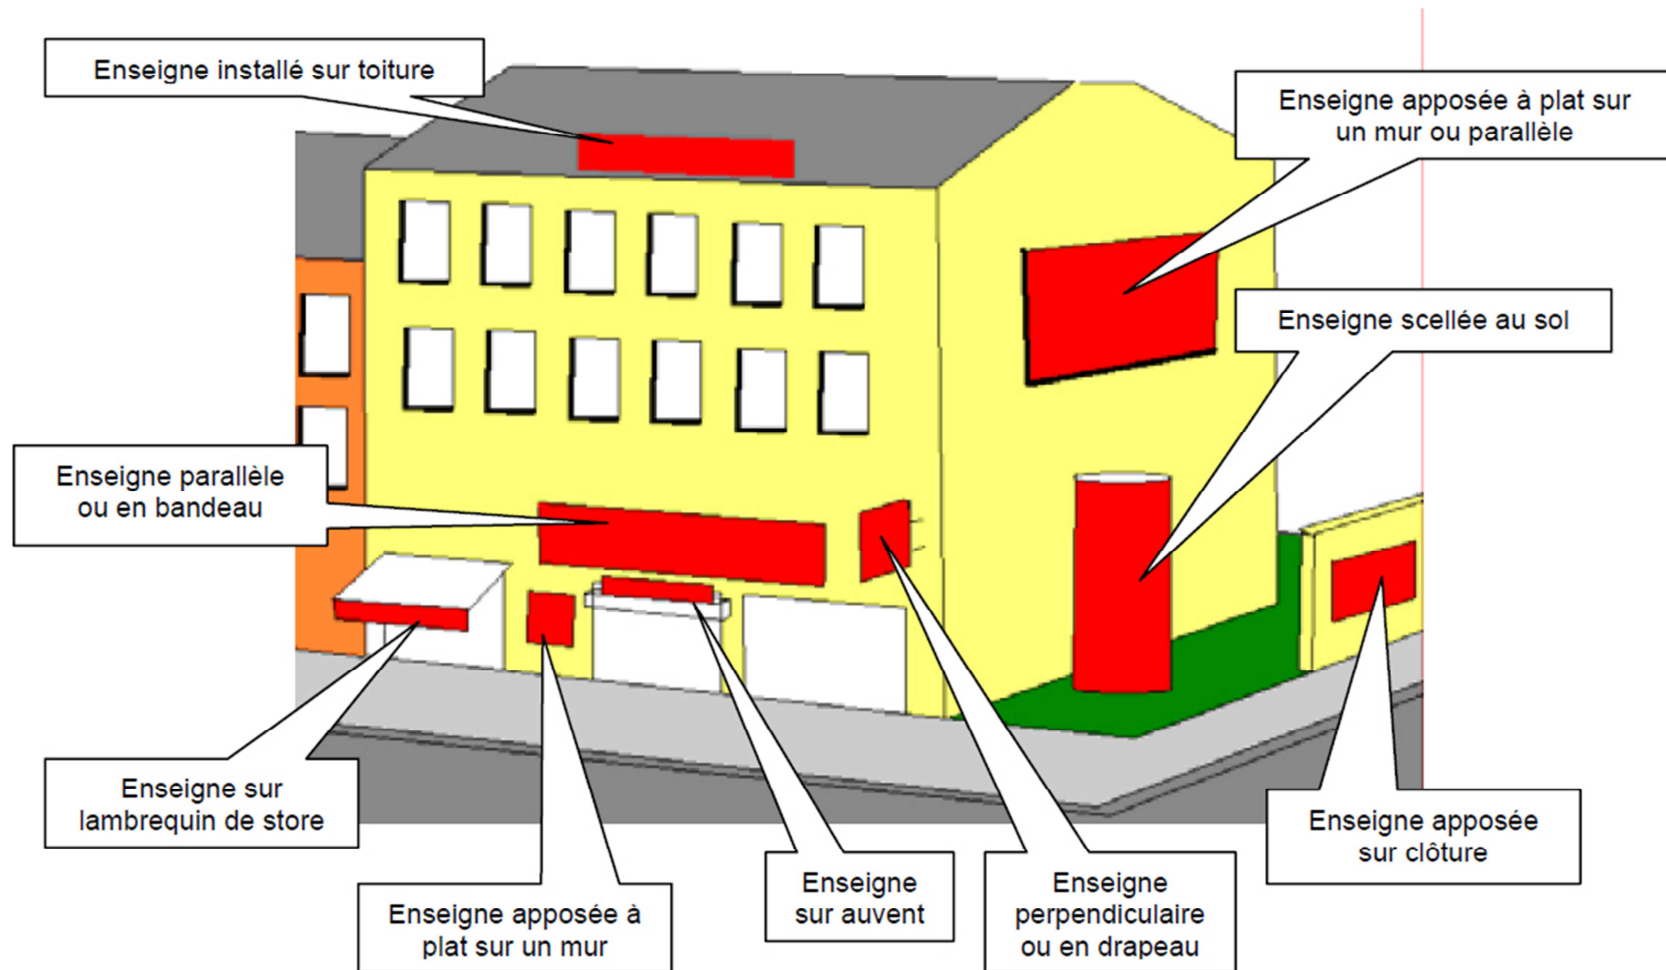 Enseigne installé sur toiture
Enseigne apposée à plat sur
un mur ou parallèle
Enseigne scellée au sol
Enseigne parallèle
ou en bandeau
Enseigne sur
lambrequin de store
Enseigne apposée à
plat sur un mur
Enseigne
sur auvent
Enseigne
perpendiculaire
ou en drapeau
Enseigne apposée
sur clôture